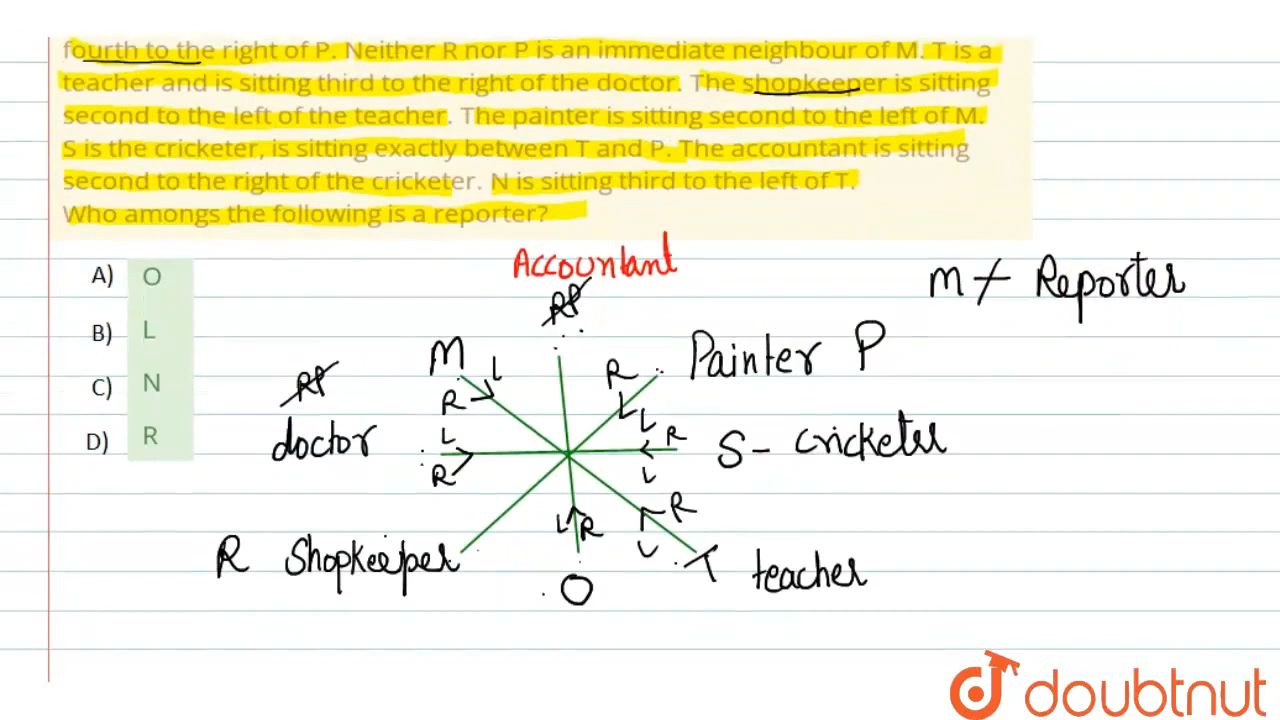 fourth to the right of P. Neither R nor P is an immediate neighbour of M. T is a
teacher and is sitting third to the right of the doctor. The shopkeeper is sitting
second to the left of the teacher. The painter is sitting second to the left of M.
S is the cricketer, is sitting exactly between T and P. The accountant is sitting
second to the right of the cricketer. N is sitting third to the left of T.
Who amongs the following is a reporter?
A) O
B) L
C) N
D) R
Accountant
M Reporter
RP
M
L
R
R
Painter P
L
RP
doctor
L
R
L
R
L
S - cricketer
R Shopkeeper
L
R
O
R
L
T teacher
doubtnut